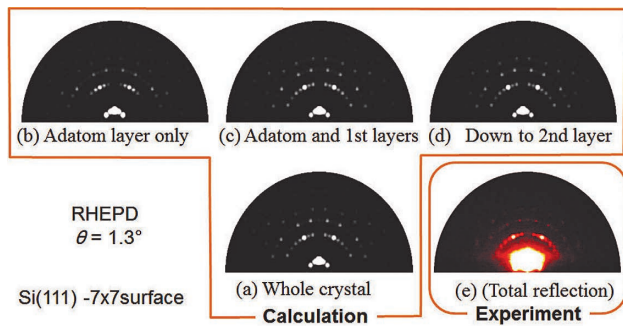 (b) Adatom layer only
(c) Adatom and 1st layers
(d) Down to 2nd layer
RHEPD
θ = 1.3°
Si(111) -7x7surface
(a) Whole crystal
(e) (Total reflection)
Calculation
Experiment